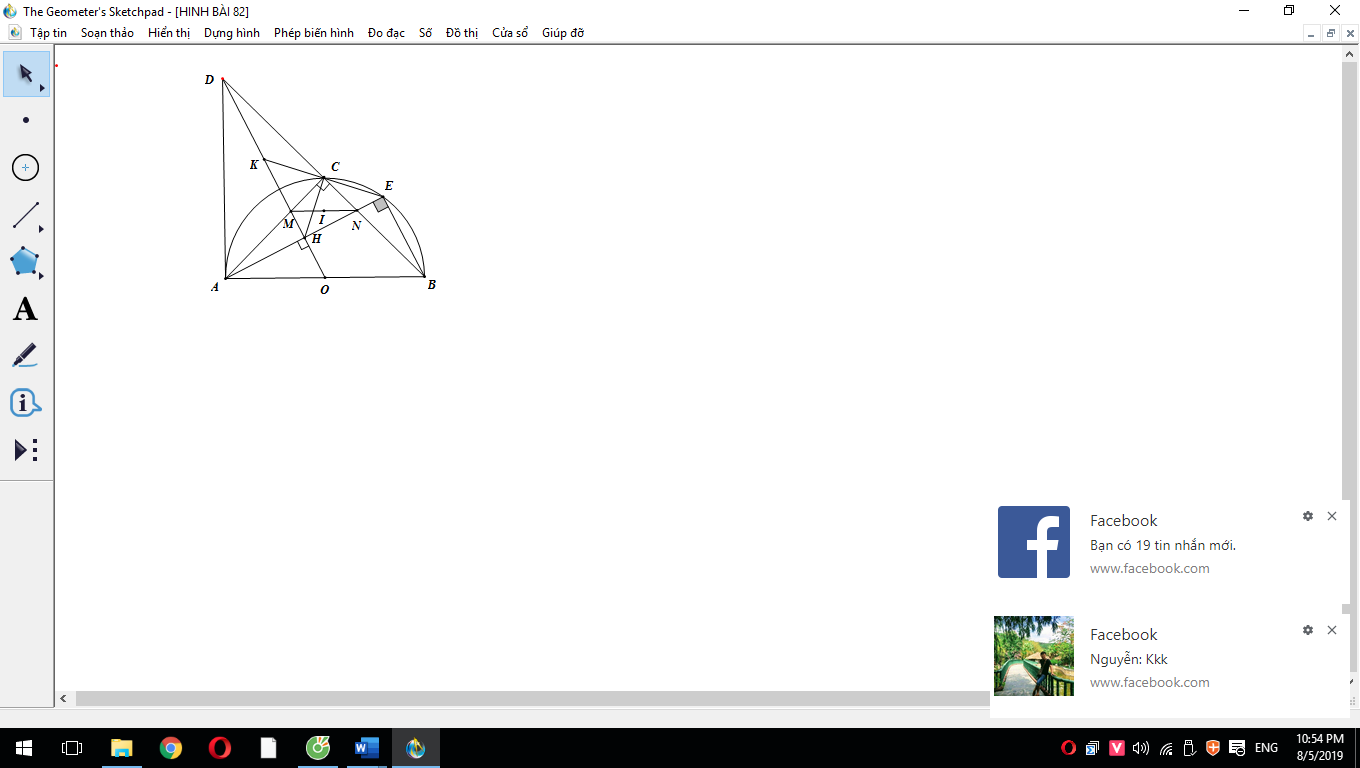 The Geometer's Sketchpad - [HINH BÀI 82]
Tập tin Soạn thảo Hiển thị Dựng hình Phép biến hình Đo đạc Số Đồ thị Cửa sổ Giúp đỡ
D
K
C
E
M
I
N
H
A
O
B
A
Facebook
Bạn có 19 tin nhắn mới.
www.facebook.com
Facebook
Nguyễn: Kkk
www.facebook.com
ENG
10:54 PM
8/5/2019